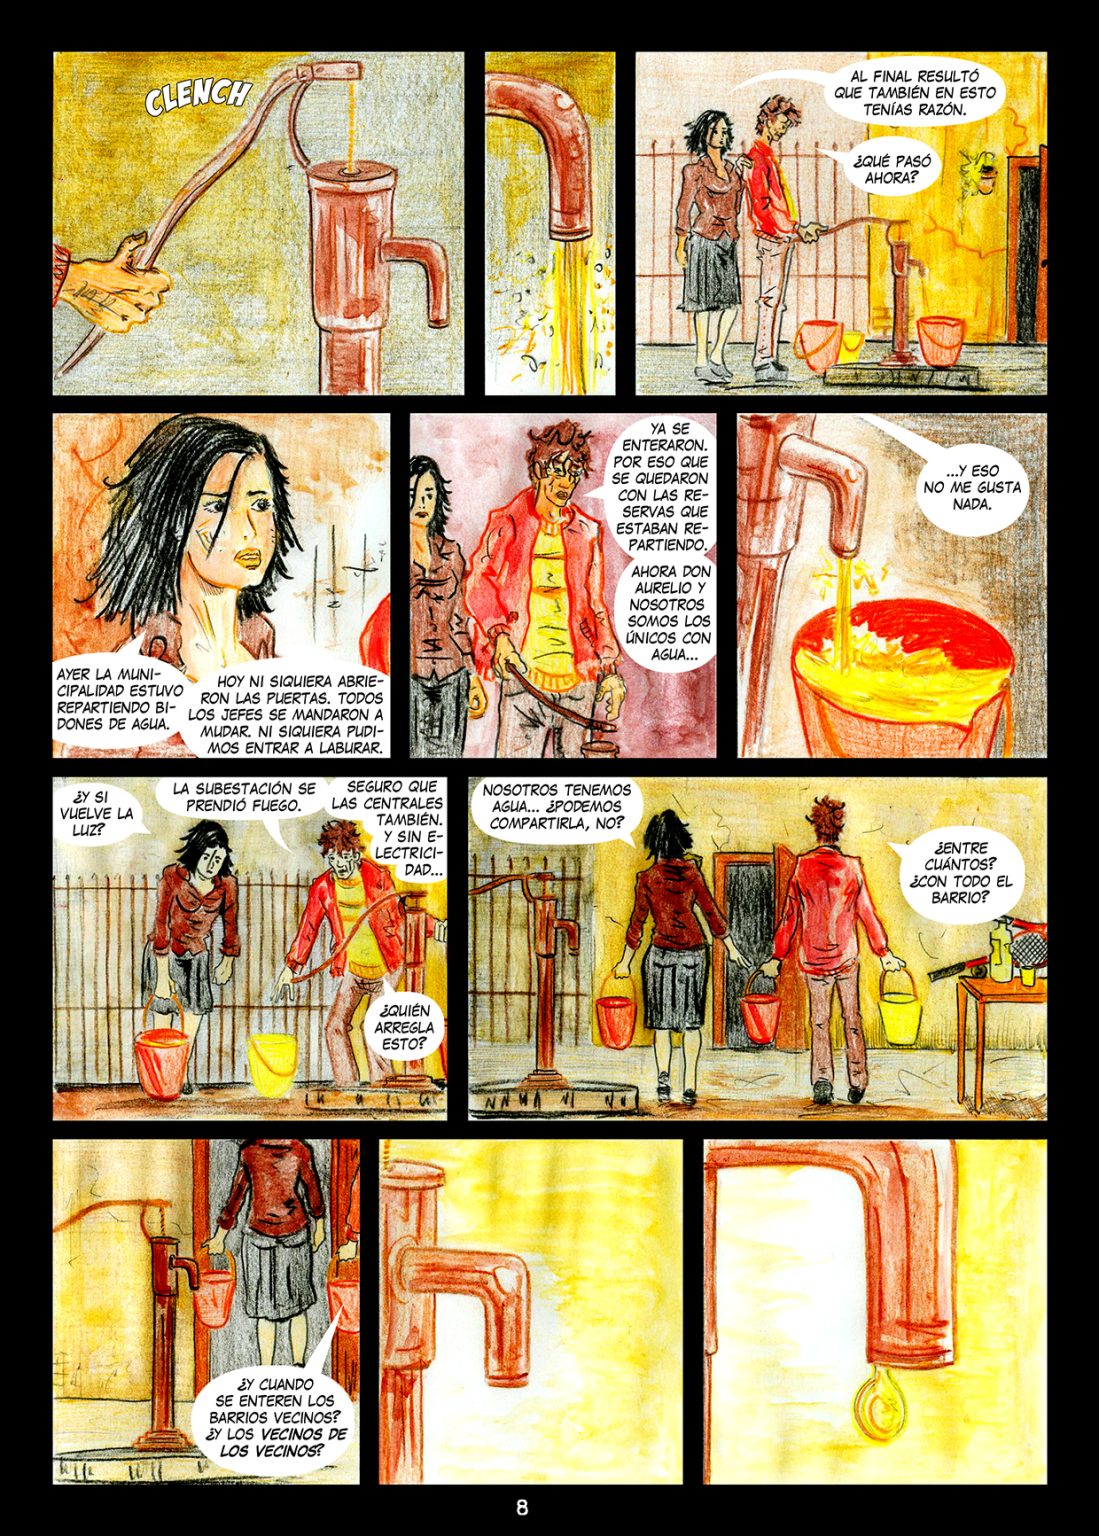 CLENCH
AL FINAL RESULTÓ
QUE TAMBIÉN EN ESTO
TENÍAS RAZÓN.
¿QUÉ PASÓ
AHORA?
AYER LA MUNI-
CIPALIDAD ESTUVO
REPARTIENDO BI-
DONES DE AGUA.
HOY NI SIQUIERA ABRIE-
RON LAS PUERTAS. TODOS
LOS JEFES SE MANDARON A
MUDAR. NI SIQUIERA PUDI-
MOS ENTRAR A LABURAR.
YA SE
ENTERARON.
POR ESO QUE
SE QUEDARON
CON LAS RE-
SERVAS QUE
ESTABAN RE-
PARTIENDO.
AHORA DON
AURELIO Y
NOSOTROS
SOMOS LOS
ÚNICOS CON
AGUA...
...Y ESO
NO ME GUSTA
NADA.
¿Y SI
VUELVE LA
LUZ?
LA SUBESTACIÓN SE
PRENDIÓ FUEGO.
SEGURO QUE
LAS CENTRALES
TAMBIÉN.
Y SIN E-
LECTRICI-
DAD...
¿QUIÉN
ARREGLA
ESTO?
NOSOTROS TENEMOS
AGUA... ¿PODEMOS
COMPARTIRLA, NO?
¿ENTRE
CUÁNTOS?
¿CON TODO EL
BARRIO?
¿Y CUANDO
SE ENTEREN LOS
BARRIOS VECINOS?
¿Y LOS VECINOS DE
LOS VECINOS?
8